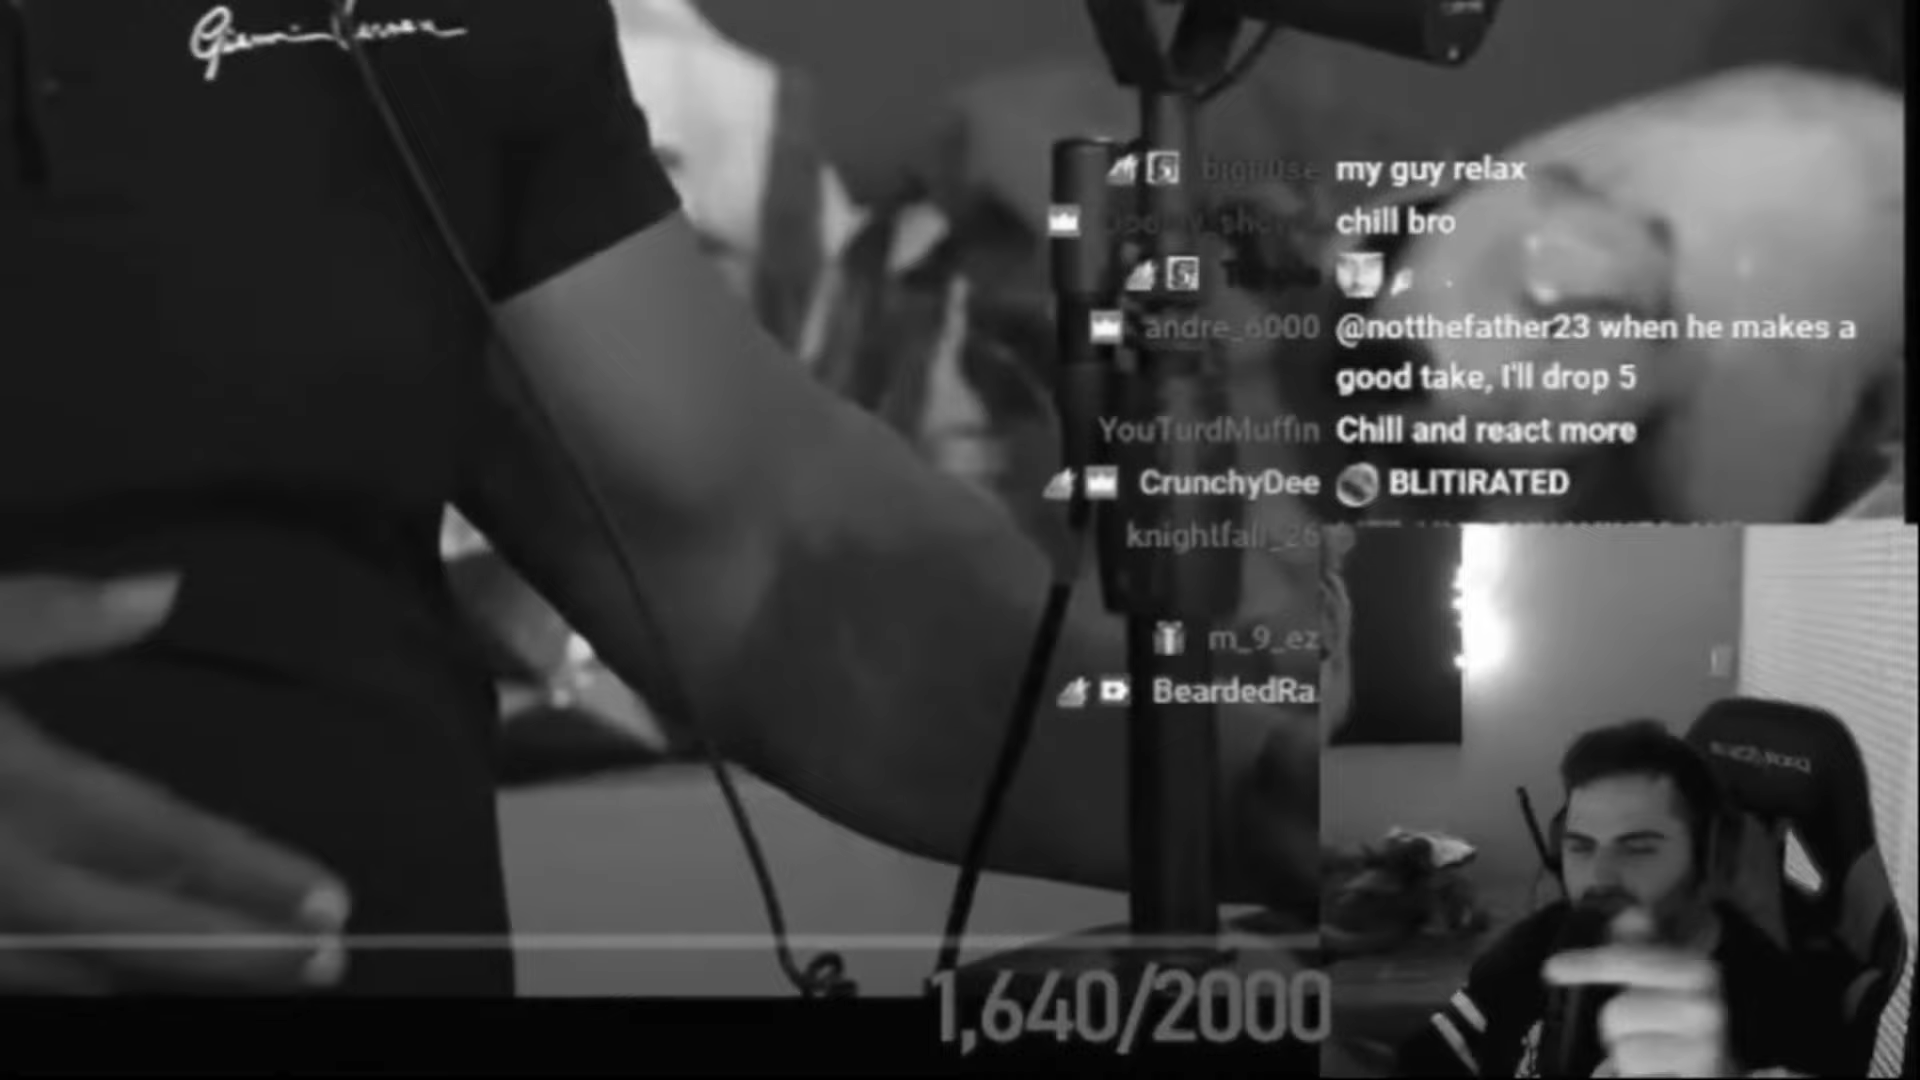 my guy relax
chill bro
andre_6000 @notthefather23 when he makes a
good take, I'll drop 5
YouTurdMuffin Chill and react more
CrunchyDee BLITIRATED
knightfall_26
m_9_ez
BeardedRa
1,640/2000